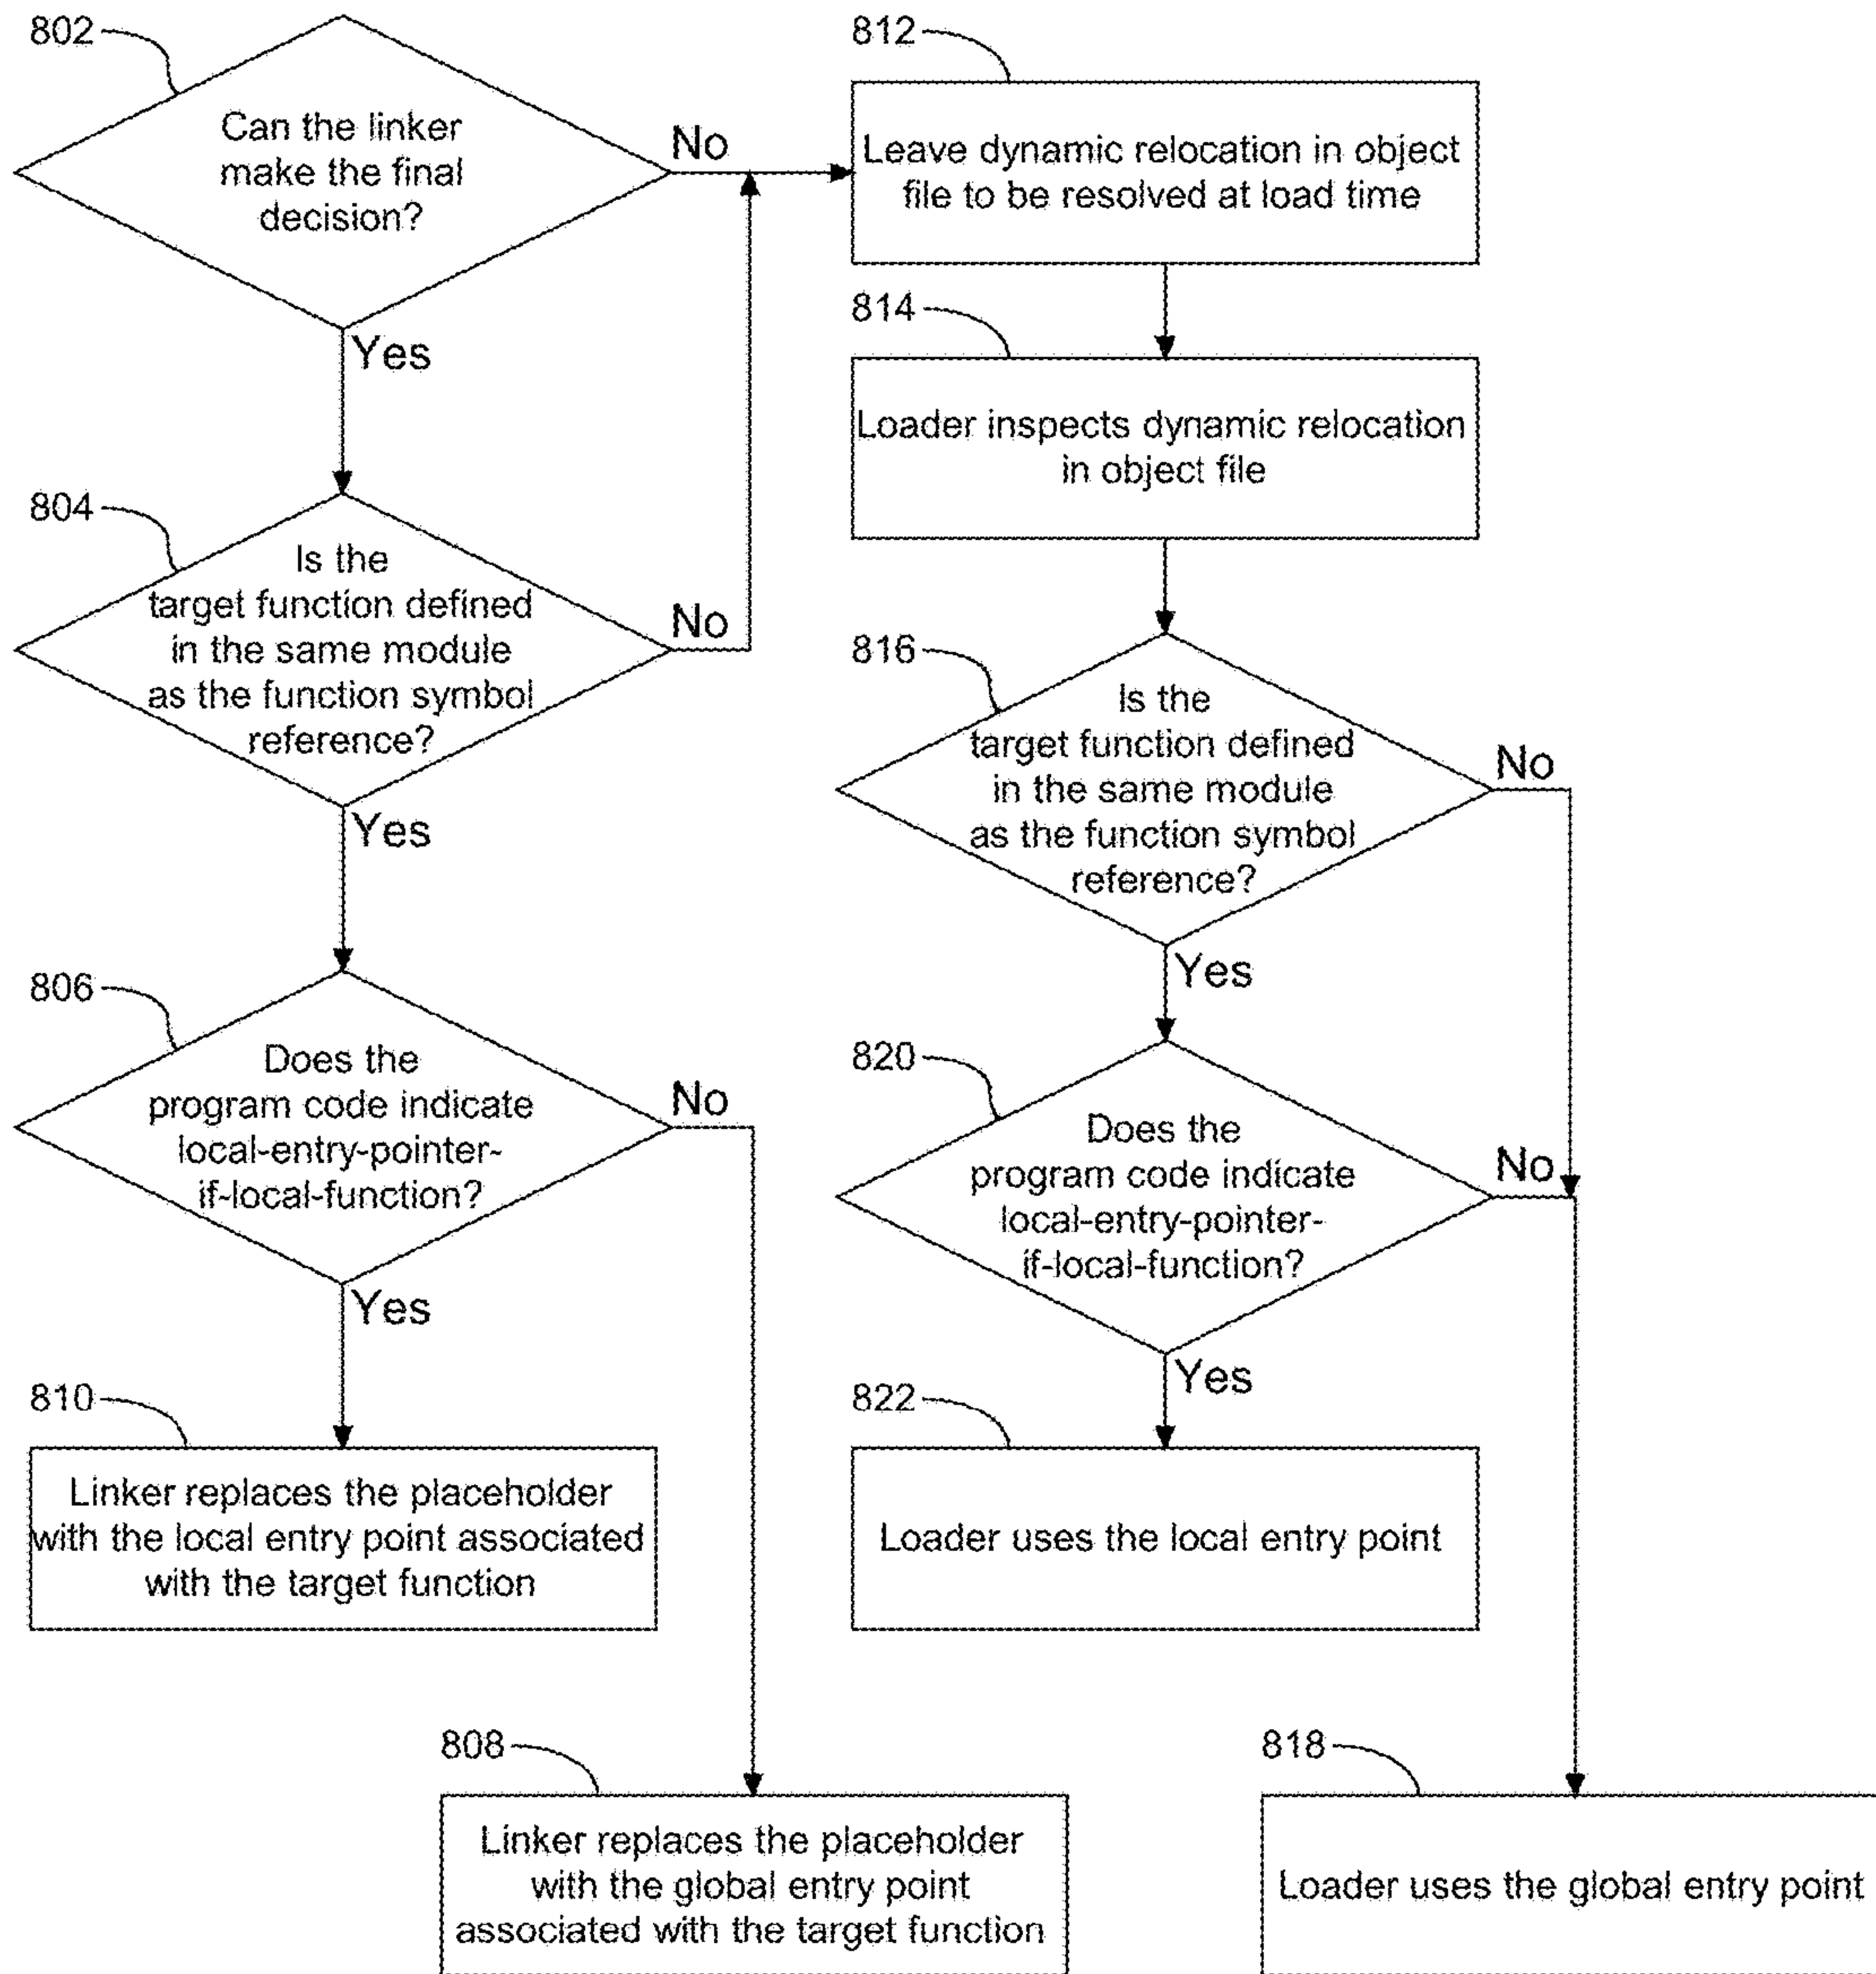 802
Can the linker
make the final
decision?
No
Yes
804
Is the
target function defined
in the same module
as the function symbol
reference?
No
Yes
806
Does the
program code indicate
local-entry-pointer-
if-local-function?
No
Yes
810
Linker replaces the placeholder
with the local entry point associated
with the target function
808
Linker replaces the placeholder
with the global entry point
associated with the target function
812
Leave dynamic relocation in object
file to be resolved at load time
814
Loader inspects dynamic relocation
in object file
816
Is the
target function defined
in the same module
as the function symbol
reference?
No
Yes
820
Does the
program code indicate
local-entry-pointer-
if-local-function?
No
Yes
822
Loader uses the local entry point
818
Loader uses the global entry point